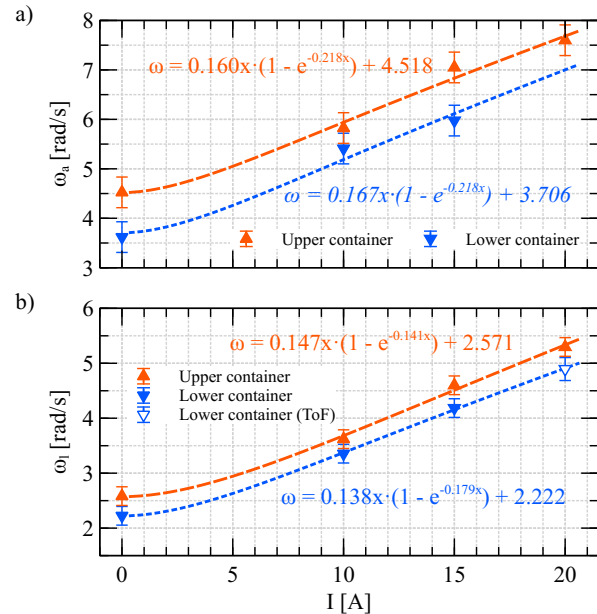 a)
8
7
6
5
4
3
ωₐ [rad/s]
ω = 0.160x·(1 - e^-0.218x) + 4.518
ω = 0.167x·(1 - e^-0.218x) + 3.706
Upper container Lower container
b)
6
5
4
3
2
ωₗ [rad/s]
ω = 0.147x·(1 - e^-0.141x) + 2.571
Upper container
Lower container
Lower container (ToF)
ω = 0.138x·(1 - e^-0.179x) + 2.222
0 5 10 15 20
I [A]